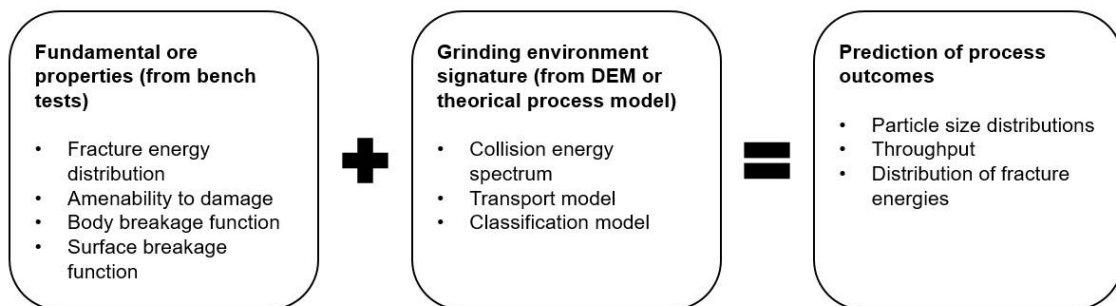 Fundamental ore
properties (from bench
tests)
• Fracture energy
distribution
• Amenability to damage
• Body breakage function
• Surface breakage
function
Grinding environment
signature (from DEM or
theorical process model)
• Collision energy
spectrum
• Transport model
• Classification model
Prediction of process
outcomes
• Particle size distributions
• Throughput
• Distribution of fracture
energies